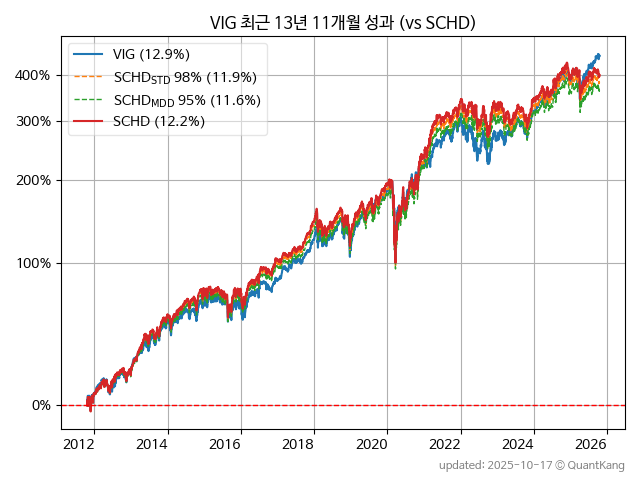 VIG 최근 13년 11개월 성과 (vs SCHD)
VIG (12.9%)
SCHD_STD 98% (11.9%)
SCHD_MDD 95% (11.6%)
SCHD (12.2%)
400%
300%
200%
100%
0%
2012 2014 2016 2018 2020 2022 2024 2026
updated: 2025-10-17 © QuantKang